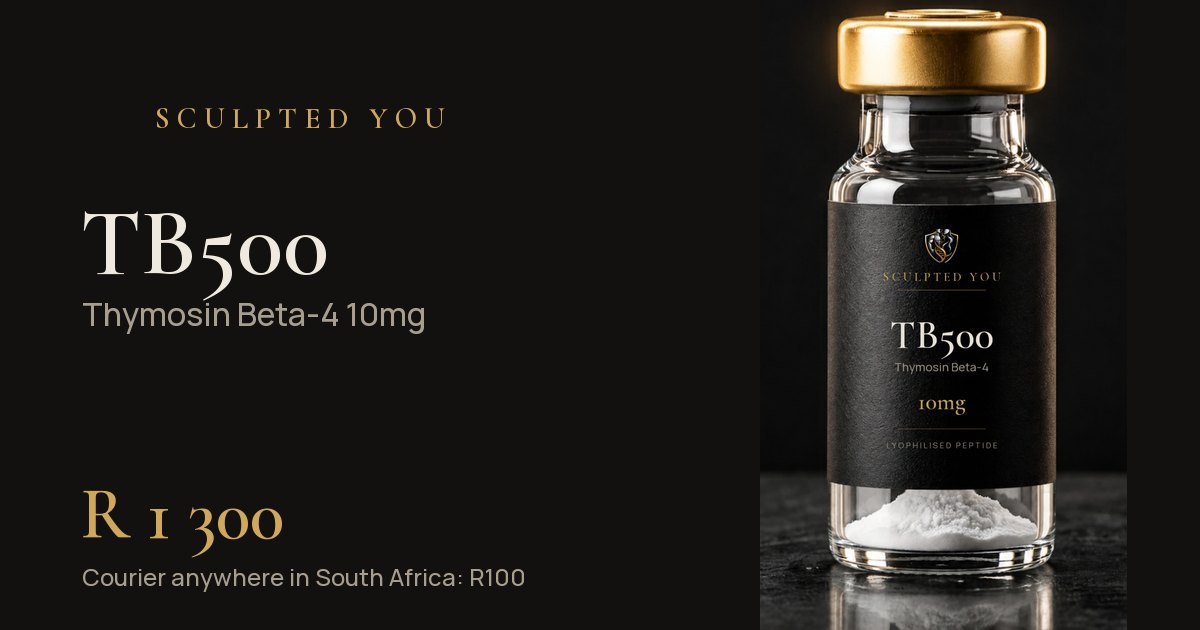 SCULPTED YOU
TB500
Thymosin Beta-4 10mg
R 1 300
Courier anywhere in South Africa: R100
SCULPTED YOU
TB500
Thymosin Beta-4
10mg
LYOPHILISED PEPTIDE